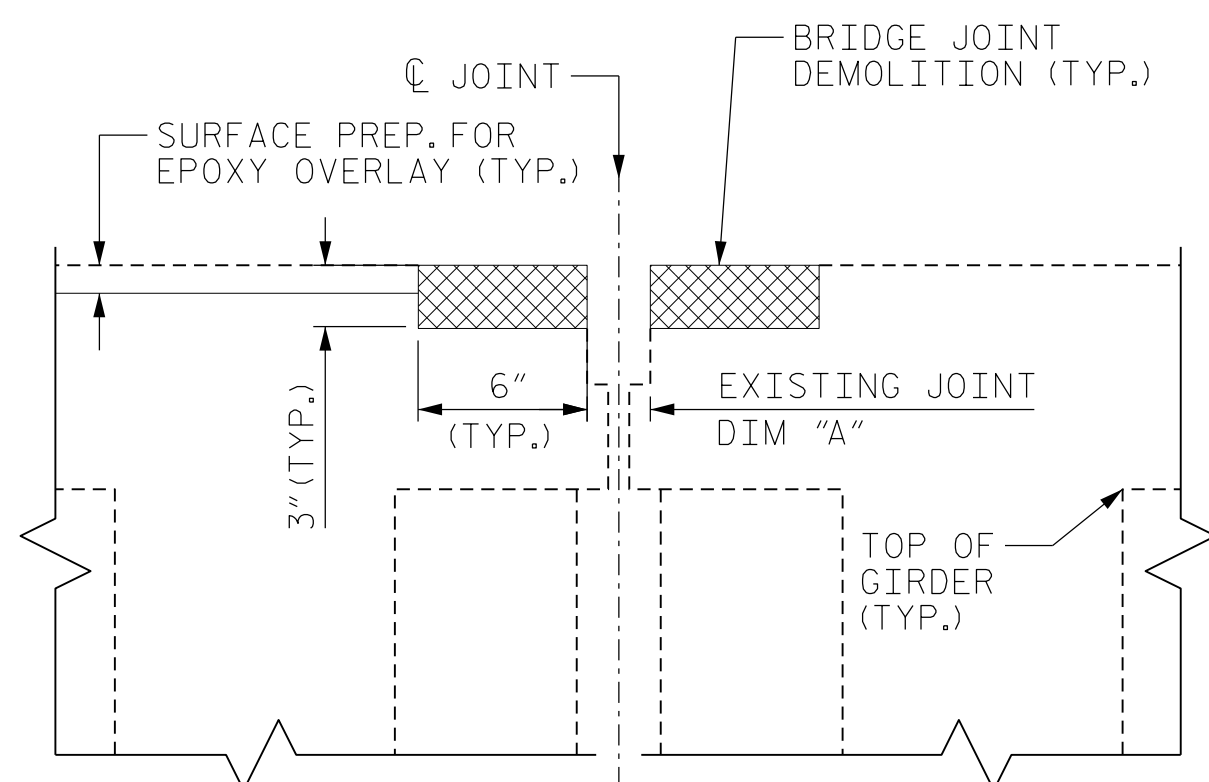 BRIDGE JOINT
DEMOLITION (TYP.)
℄ JOINT
SURFACE PREP. FOR
EPOXY OVERLAY (TYP.)
6"
(TYP.)
3" (TYP.)
EXISTING JOINT
DIM "A"
TOP OF
GIRDER
(TYP.)